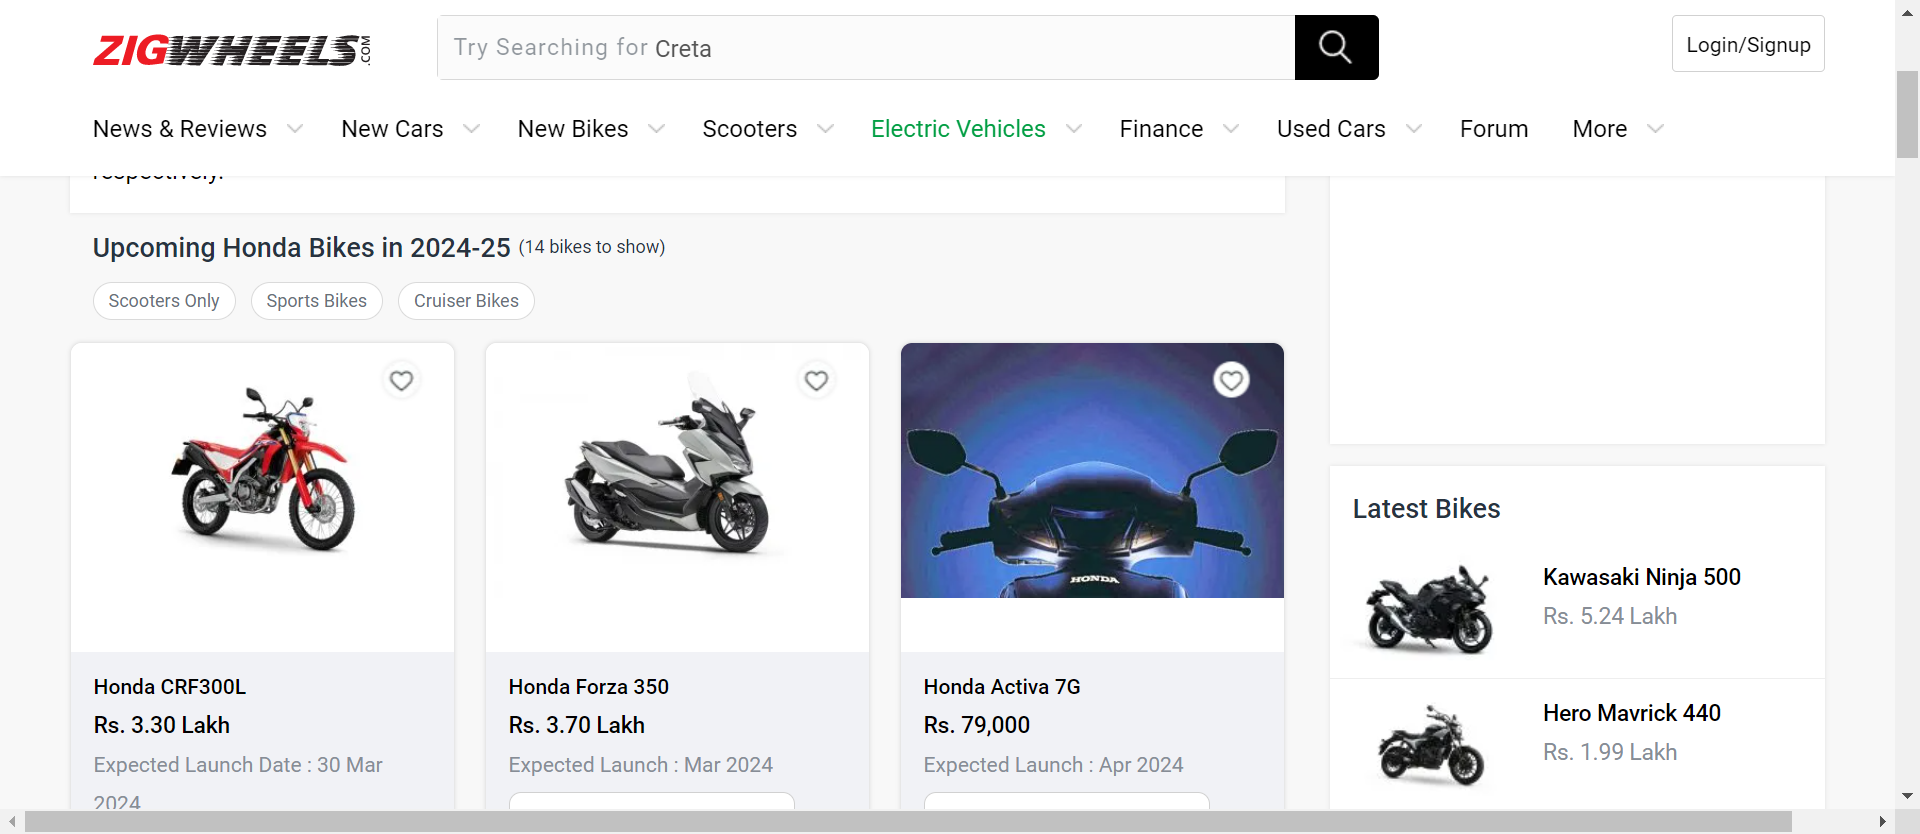 ZIGWHEELS.COM
Try Searching for Creta
Login/Signup
News & Reviews
New Cars
New Bikes
Scooters
Electric Vehicles
Finance
Used Cars
Forum
More
respectively.
Upcoming Honda Bikes in 2024-25 (14 bikes to show)
Scooters Only
Sports Bikes
Cruiser Bikes
HONDA
Honda CRF300L
Rs. 3.30 Lakh
Expected Launch Date : 30 Mar
2024
Honda Forza 350
Rs. 3.70 Lakh
Expected Launch : Mar 2024
Honda Activa 7G
Rs. 79,000
Expected Launch : Apr 2024
Latest Bikes
Kawasaki Ninja 500
Rs. 5.24 Lakh
Hero Mavrick 440
Rs. 1.99 Lakh